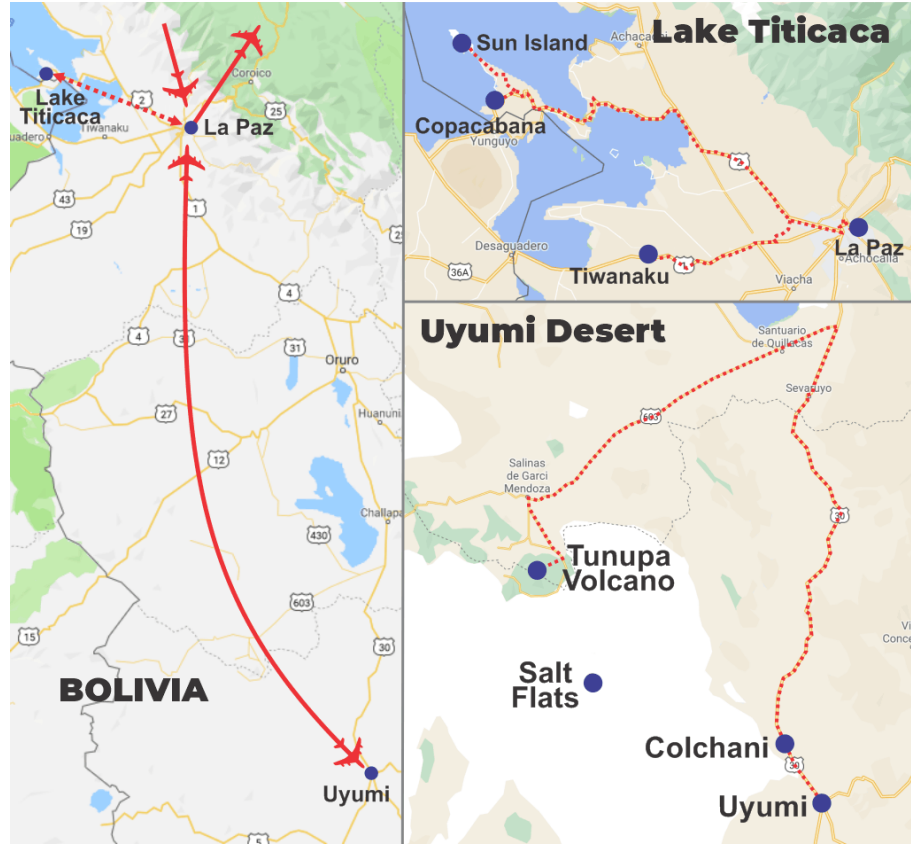 Coroico
2
Lake
Titicaca
Tiwanaku
La Paz
25
43
1
19
4
4
31
Oruro
Huanuni
27
12
Challapa
430
603
30
15
BOLIVIA
Uyumi
5
Lake Titicaca
Achacachi
Sun Island
Copacabana
Yunguyo
2
La Paz
Achocalla
Desaguadero
Tiwanaku
36A
Viacha
Uyumi Desert
Santuario
de Quillacas
Sevaruyo
603
Salinas
de Garci
Mendoza
30
Tunupa
Volcano
Salt
Flats
Colchani
30
Uyumi